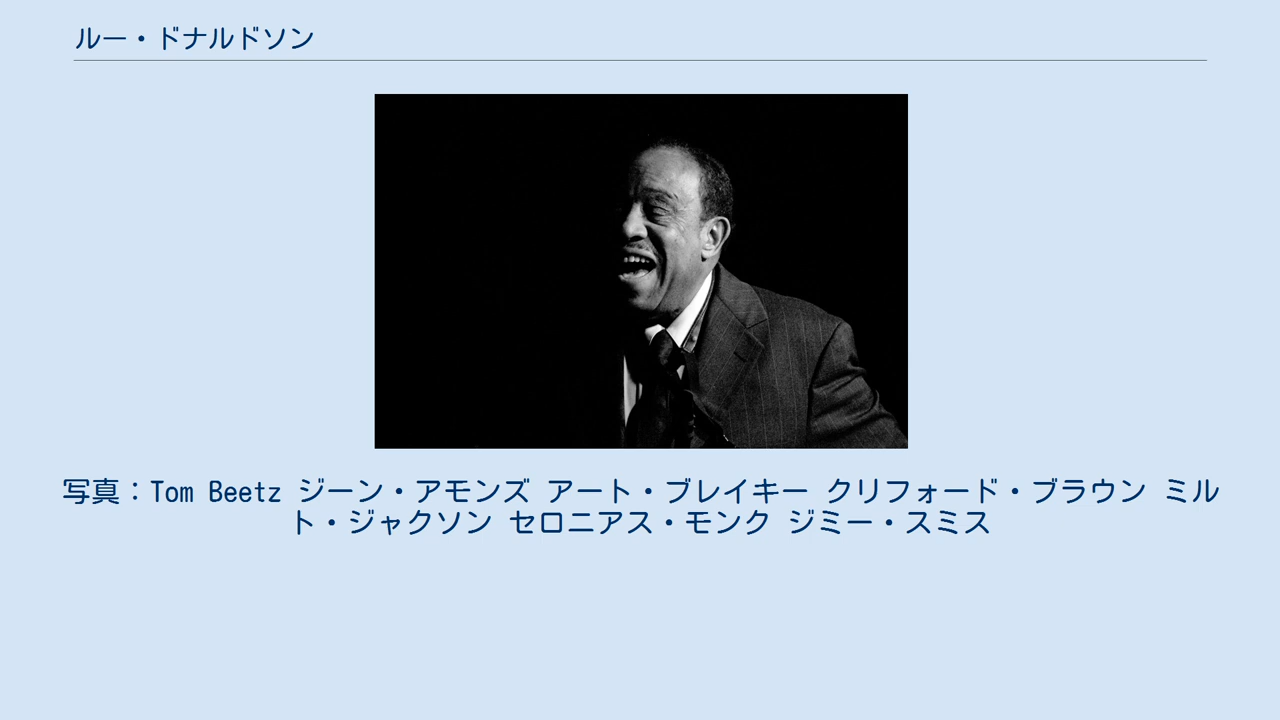 ルー・ドナルドソン
写真：Tom Beetz ジーン・アモンズ アート・ブレイキー クリフォード・ブラウン ミル
ト・ジャクソン セロニアス・モンク ジミー・スミス